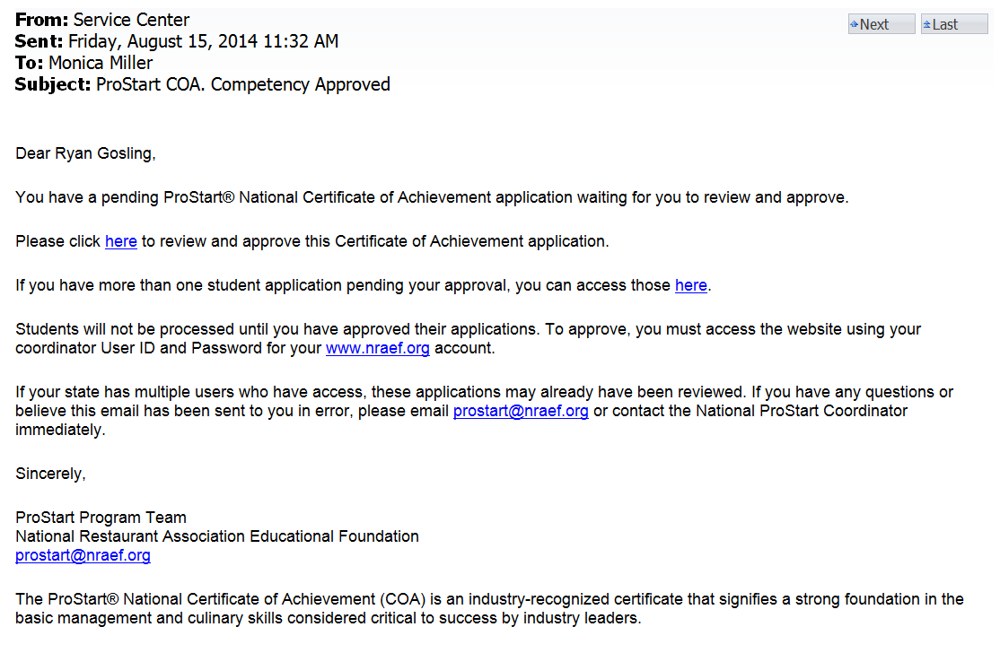 From: Service Center
Next
Last
Sent: Friday, August 15, 2014 11:32 AM
To: Monica Miller
Subject: ProStart COA. Competency Approved
Dear Ryan Gosling,
You have a pending ProStart® National Certificate of Achievement application waiting for you to review and approve.
Please click here to review and approve this Certificate of Achievement application.
If you have more than one student application pending your approval, you can access those here.
Students will not be processed until you have approved their applications. To approve, you must access the website using your
coordinator User ID and Password for your www.nraef.org account.
If your state has multiple users who have access, these applications may already have been reviewed. If you have any questions or
believe this email has been sent to you in error, please email prostart@nraef.org or contact the National ProStart Coordinator
immediately.
Sincerely,
ProStart Program Team
National Restaurant Association Educational Foundation
prostart@nraef.org
The ProStart® National Certificate of Achievement (COA) is an industry-recognized certificate that signifies a strong foundation in the
basic management and culinary skills considered critical to success by industry leaders.